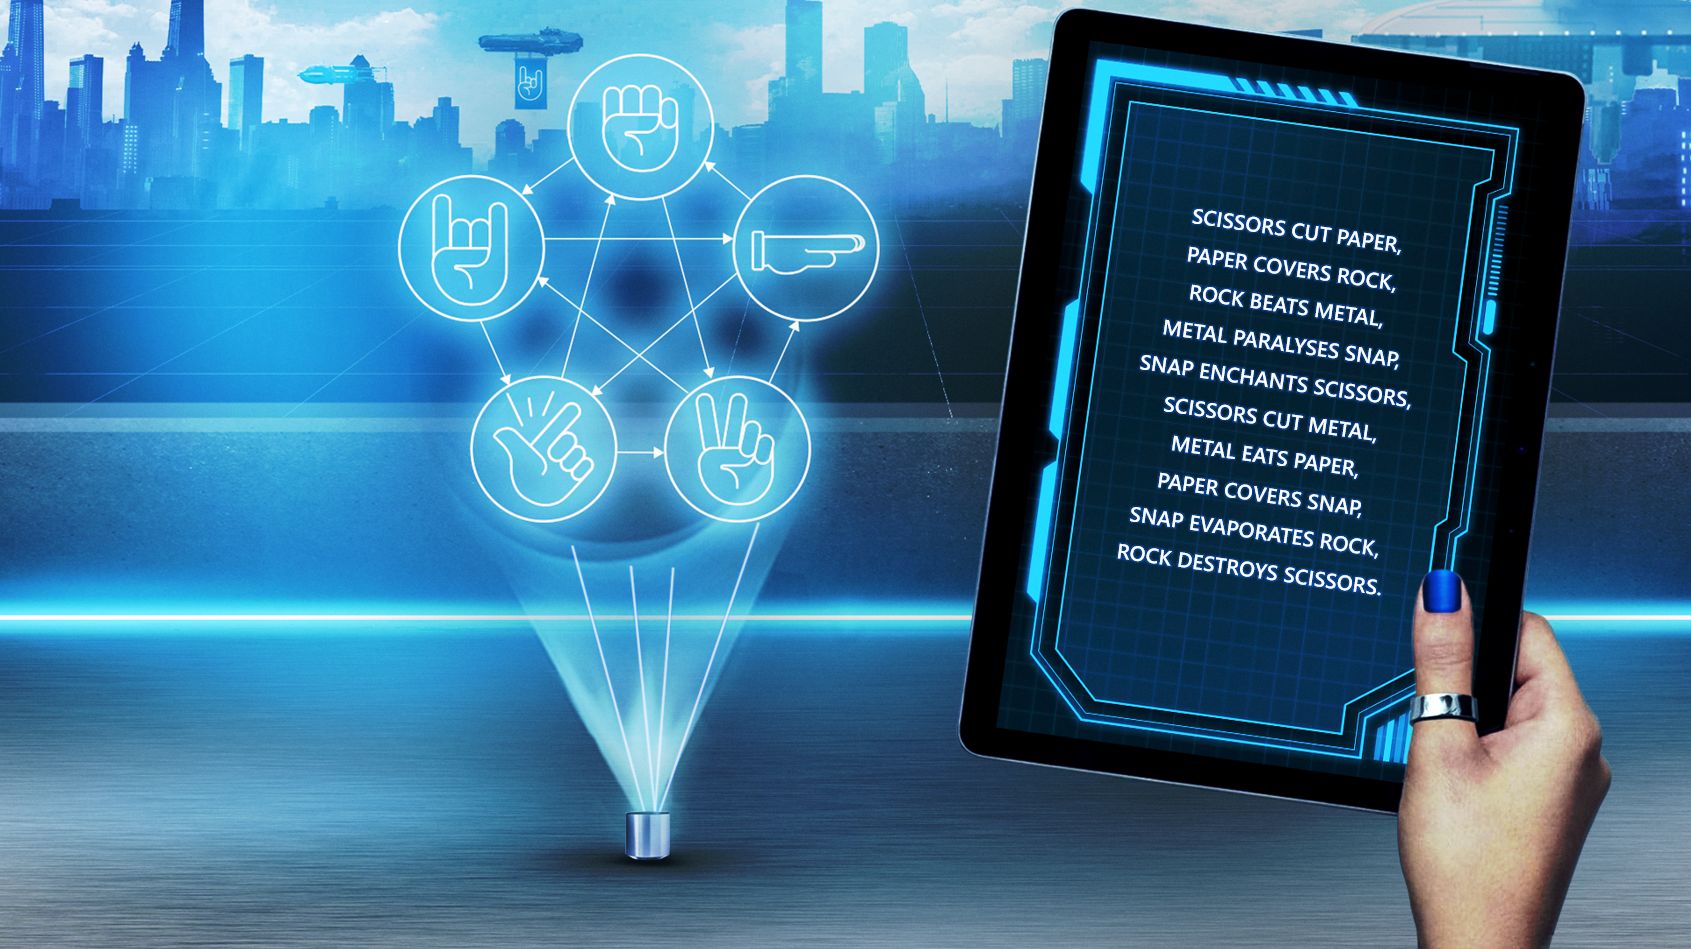 SCISSORS CUT PAPER,
PAPER COVERS ROCK,
ROCK BEATS METAL,
METAL PARALYSES SNAP,
SNAP ENCHANTS SCISSORS,
SCISSORS CUT METAL,
METAL EATS PAPER,
PAPER COVERS SNAP,
SNAP EVAPORATES ROCK,
ROCK DESTROYS SCISSORS.